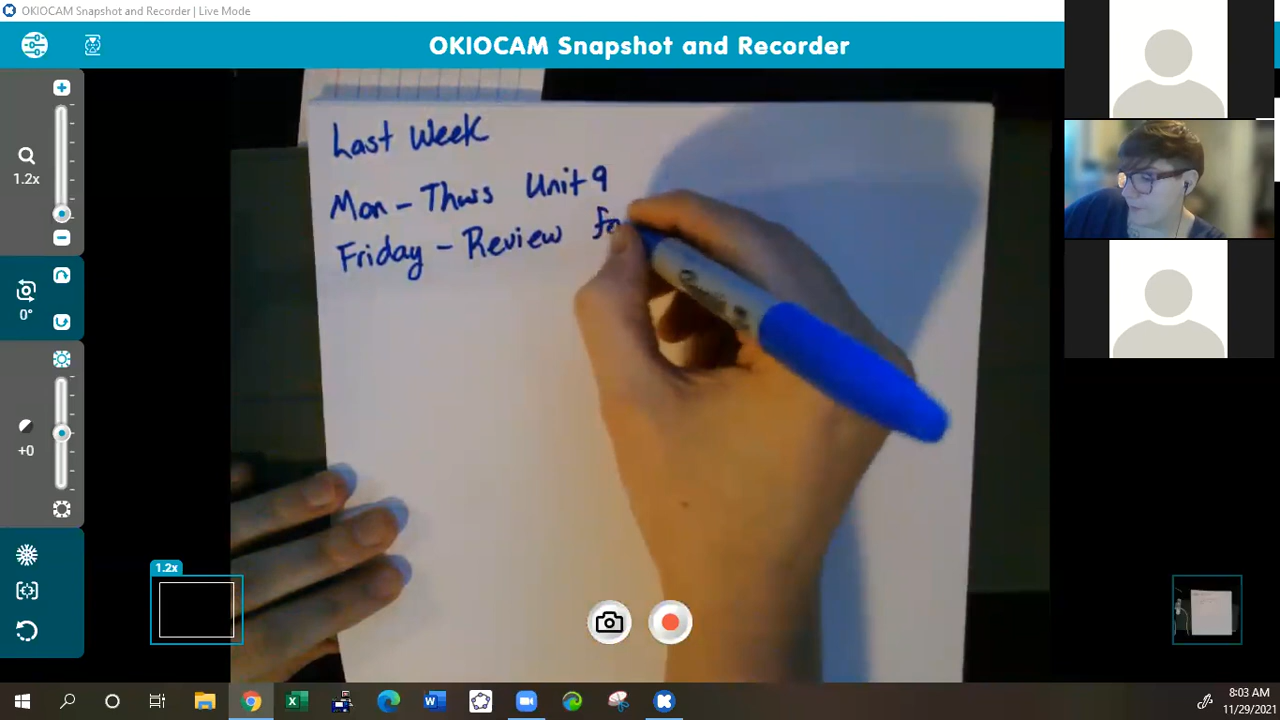 OKIOCAM Snapshot and Recorder | Live Mode
OKIOCAM Snapshot and Recorder
1.2x
0°
+0
Last Week
Mon - Thurs Unit 9
Friday - Review fo
1.2x
8:03 AM
11/29/2021